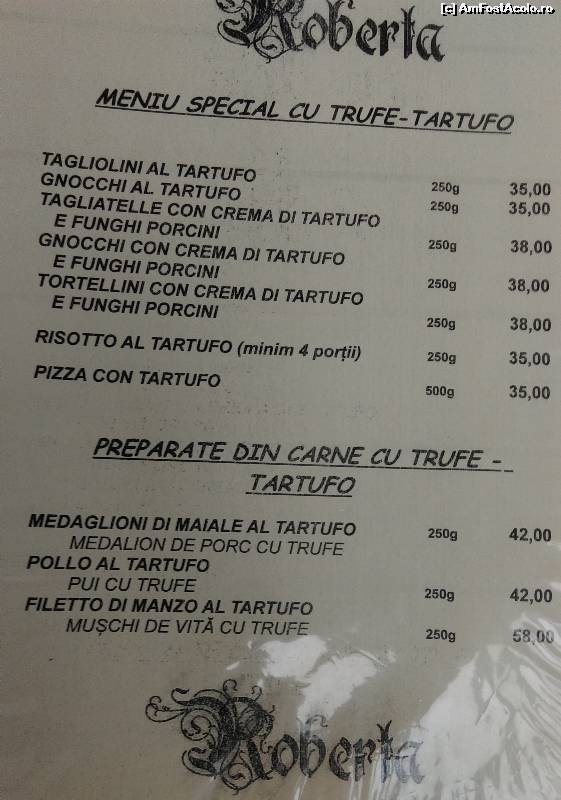 [c] AmFostAcolo.ro
Roberta
MENIU SPECIAL CU TRUFE-TARTUFO
TAGLIOLINI AL TARTUFO 250g 35,00
GNOCCHI AL TARTUFO 250g 35,00
TAGLIATELLE CON CREMA DI TARTUFO
E FUNGHI PORCINI 250g 38,00
GNOCCHI CON CREMA DI TARTUFO
E FUNGHI PORCINI 250g 38,00
TORTELLINI CON CREMA DI TARTUFO
E FUNGHI PORCINI 250g 38,00
RISOTTO AL TARTUFO (minim 4 porții) 250g 35,00
PIZZA CON TARTUFO 500g 35,00
PREPARATE DIN CARNE CU TRUFE -
TARTUFO
MEDAGLIONI DI MAIALE AL TARTUFO 250g 42,00
MEDALION DE PORC CU TRUFE
POLLO AL TARTUFO
PUI CU TRUFE 250g 42,00
FILETTO DI MANZO AL TARTUFO
MUȘCHI DE VITĂ CU TRUFE 250g 58,00
Roberta